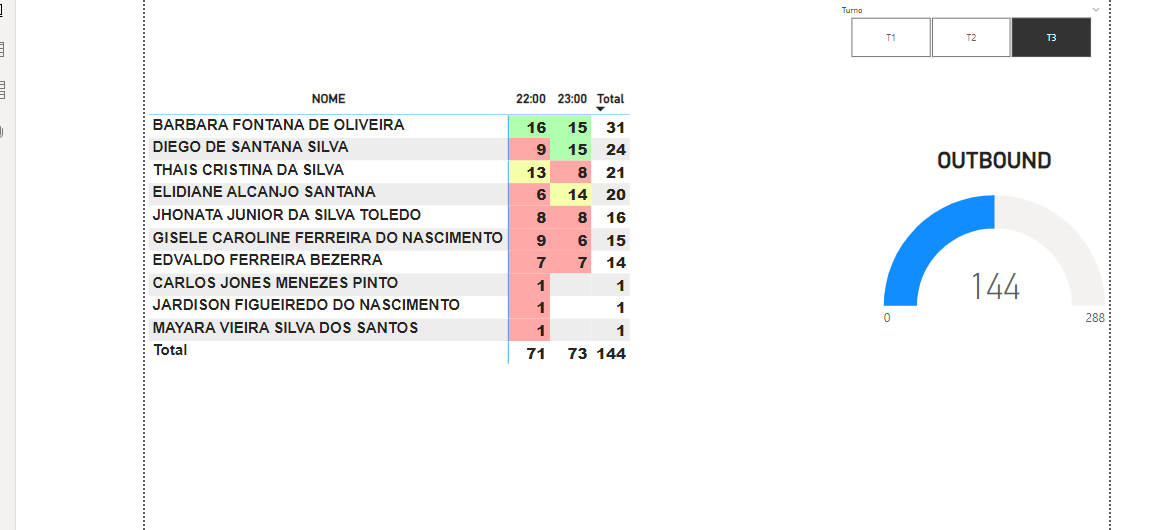 Turno
T1 T2 T3
NOME 22:00 23:00 Total
BARBARA FONTANA DE OLIVEIRA 16 15 31
DIEGO DE SANTANA SILVA 9 15 24
THAIS CRISTINA DA SILVA 13 8 21
ELIDIANE ALCANJO SANTANA 6 14 20
JHONATA JUNIOR DA SILVA TOLEDO 8 8 16
GISELE CAROLINE FERREIRA DO NASCIMENTO 9 6 15
EDVALDO FERREIRA BEZERRA 7 7 14
CARLOS JONES MENEZES PINTO 1 1
JARDISON FIGUEIREDO DO NASCIMENTO 1 1
MAYARA VIEIRA SILVA DOS SANTOS 1 1
Total 71 73 144
OUTBOUND
144
0 288